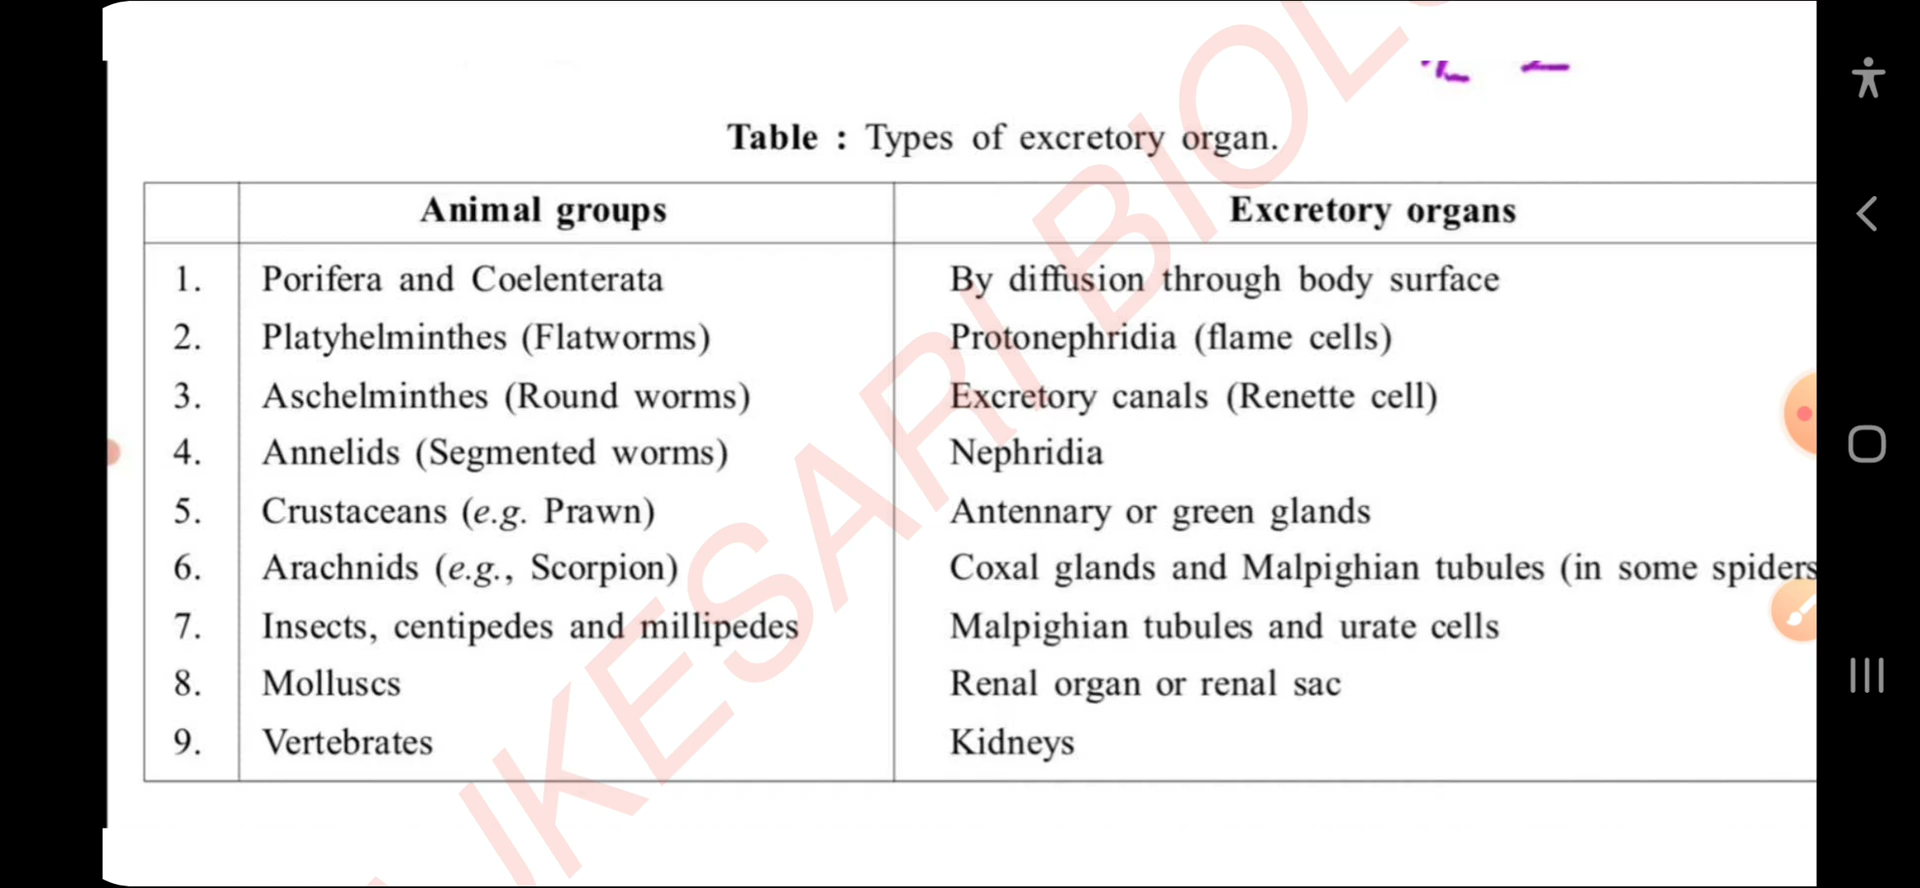 Table : Types of excretory organ.
Animal groups Excretory organs
1. Porifera and Coelenterata By diffusion through body surface
2. Platyhelminthes (Flatworms) Protonephridia (flame cells)
3. Aschelminthes (Round worms) Excretory canals (Renette cell)
4. Annelids (Segmented worms) Nephridia
5. Crustaceans (e.g. Prawn) Antennary or green glands
6. Arachnids (e.g., Scorpion) Coxal glands and Malpighian tubules (in some spiders
7. Insects, centipedes and millipedes Malpighian tubules and urate cells
8. Molluscs Renal organ or renal sac
9. Vertebrates Kidneys
IKESARI BIOL